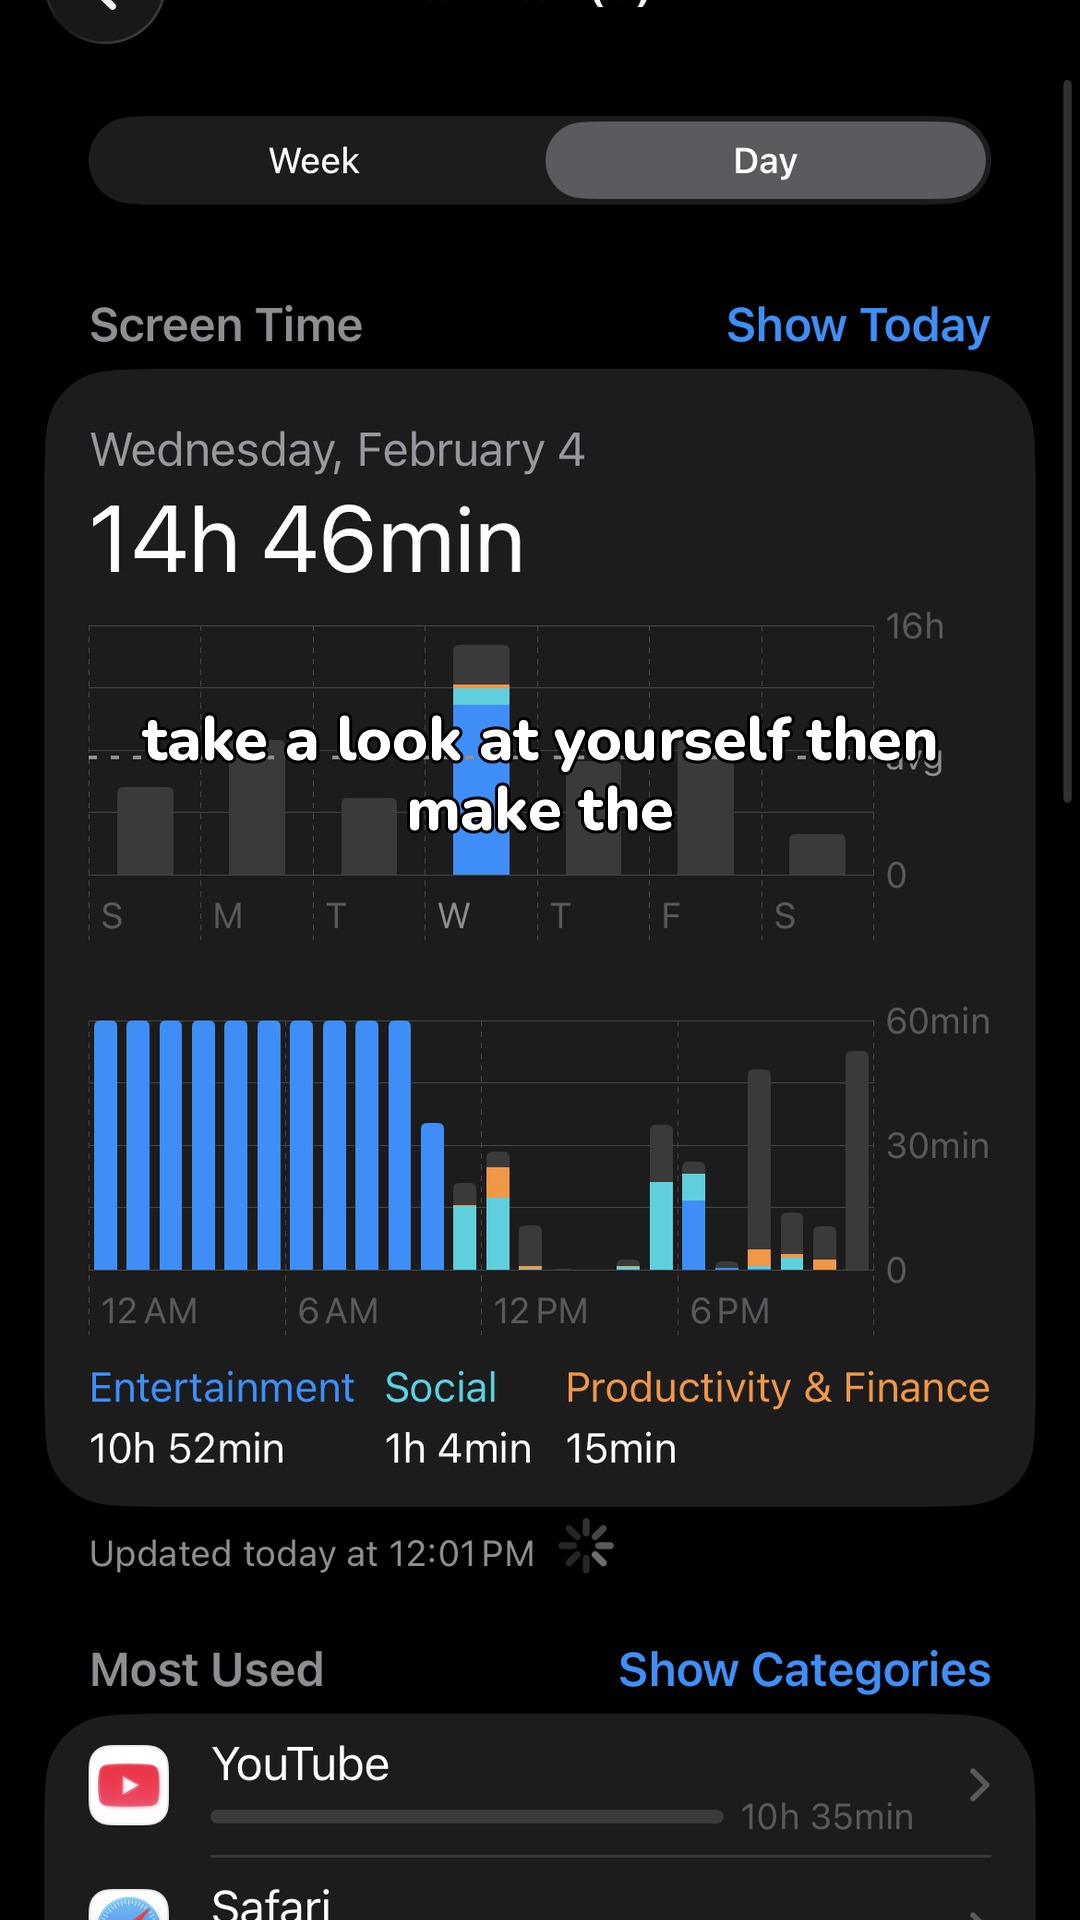 Week
Day
Screen Time
Show Today
Wednesday, February 4
14h 46min
16h
take a look at yourself then
avg
make the
0
S M T W T F S
60min
30min
0
12 AM 6 AM 12 PM 6 PM
Entertainment Social Productivity & Finance
10h 52min 1h 4min 15min
Updated today at 12:01 PM
Most Used
Show Categories
YouTube
10h 35min
Safari